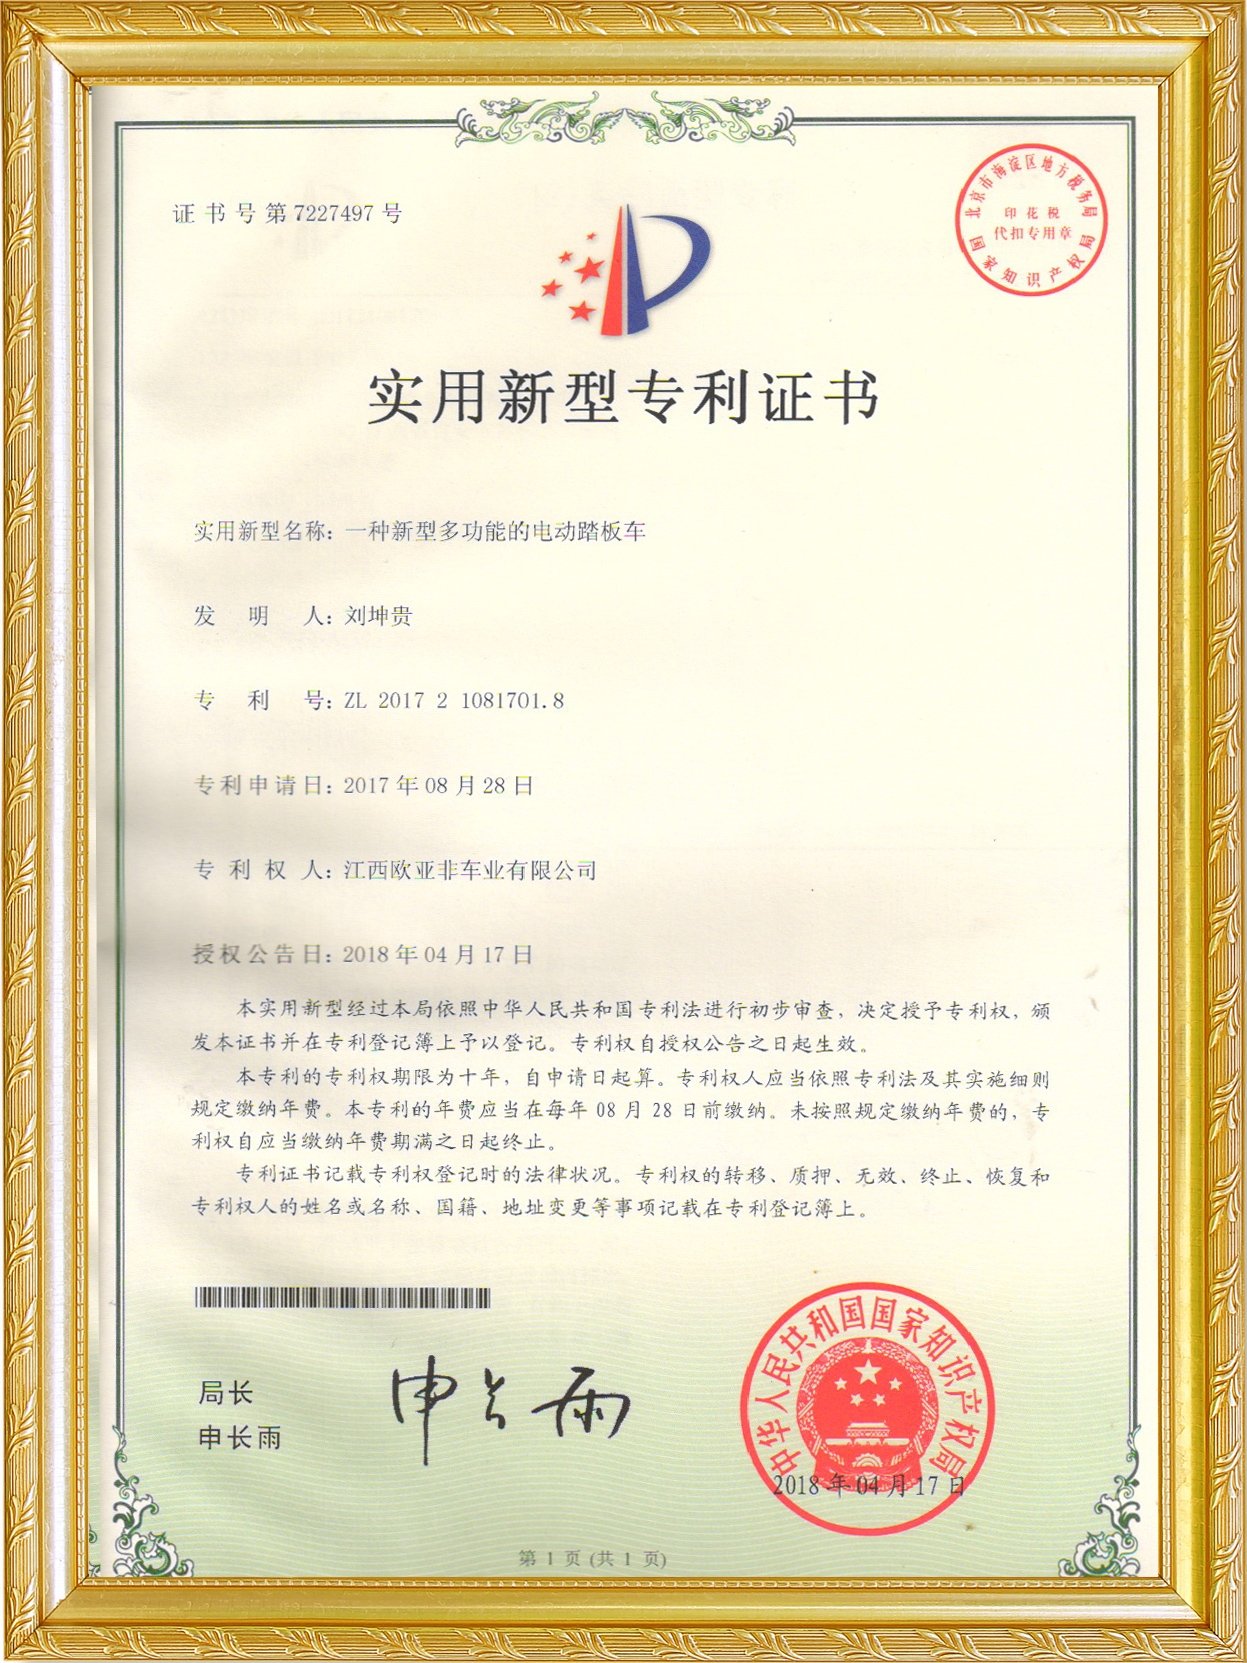 证书号第7227497号
北京市海淀区地方税务局
印花税
代扣专用章
国家知识产权局
实用新型专利证书
实用新型名称：一种新型多功能的电动踏板车
发明人：刘坤贵
专利号：ZL 2017 2 1081701.8
专利申请日：2017年08月28日
专利权人：江西欧亚非车业有限公司
授权公告日：2018年04月17日
本实用新型经过本局依照中华人民共和国专利法进行初步审查，决定授予专利权，颁
发本证书并在专利登记簿上予以登记。专利权自授权公告之日起生效。
本专利的专利权期限为十年，自申请日起算。专利权人应当依照专利法及其实施细则
规定缴纳年费。本专利的年费应当在每年08月28日前缴纳。未按照规定缴纳年费的，专
利权自应当缴纳年费期满之日起终止。
专利证书记载专利权登记时的法律状况。专利权的转移、质押、无效、终止、恢复和
专利权人的姓名或名称、国籍、地址变更等事项记载在专利登记簿上。
局长
申长雨
申长雨
中华人民共和国国家知识产权局
2018年04月17日
第1页(共1页)